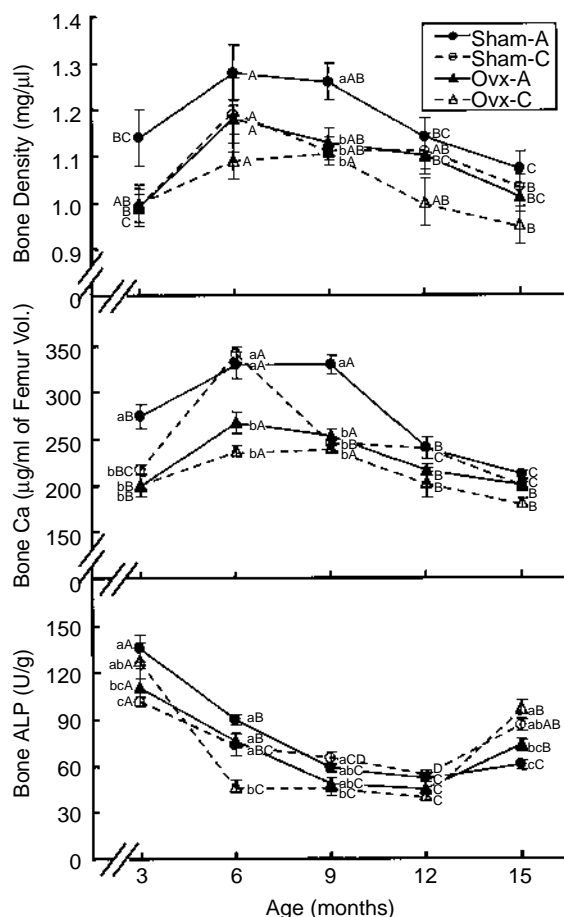 1.4
1.3
1.2
1.1
1.0
0.9
0
Bone Density (mg/µl)
Sham-A
Sham-C
Ovx-A
Ovx-C
BC
AB
B
C
A
A
A
A
aAB
bAB
bAB
bA
BC
AB
BC
AB
C
B
BC
B
350
300
250
200
150
0
Bone Ca (µg/ml of Femur Vol.)
aB
bBC
bB
bB
aA
aA
bA
bA
aA
bA
bB
bA
B
C
B
B
C
C
B
B
150
120
90
60
30
0
Bone ALP (U/g)
aA
abA
bcA
cA
aB
aB
aBC
bC
aCD
abC
abC
bC
D
C
C
C
aB
abAB
bcB
cC
3 6 9 12 15
Age (months)